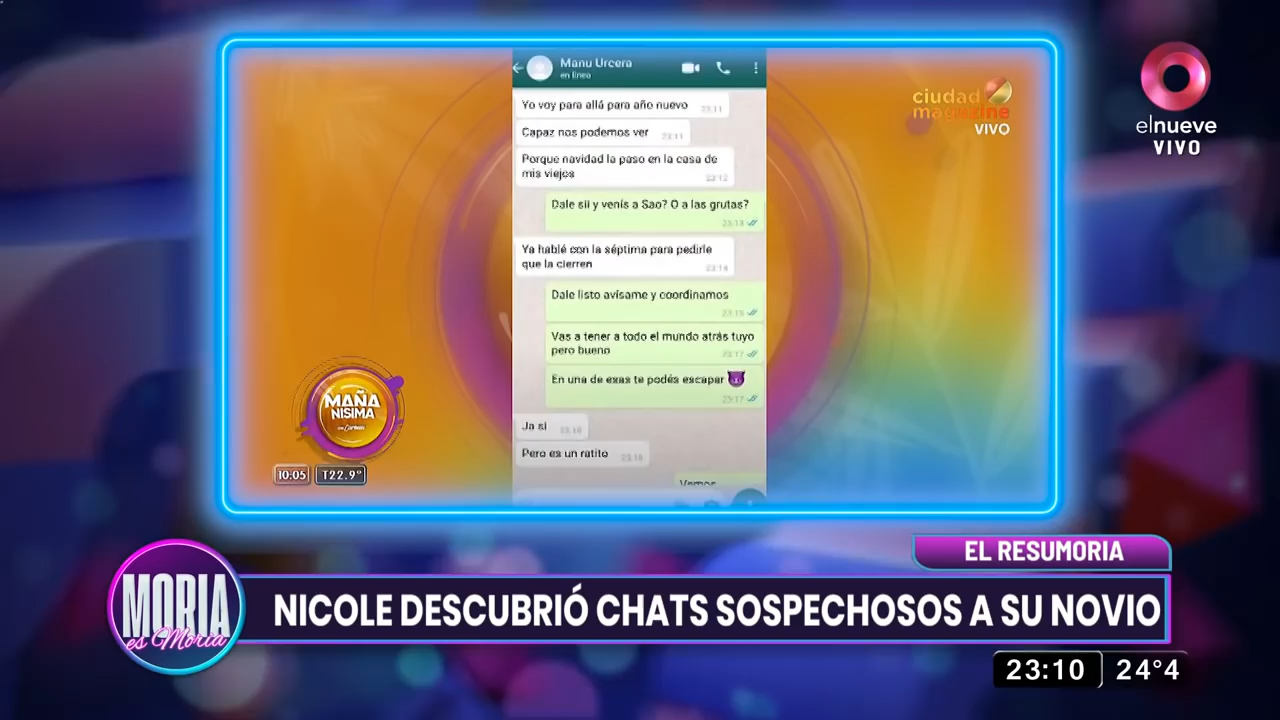 Manu Urcera
en línea
Yo voy para allá para año nuevo
23:11
Capaz nos podemos ver
23:11
Porque navidad la paso en la casa de
mis viejos
23:12
Dale sii y venís a Sao? O a las grutas?
23:13
Ya hablé con la séptima para pedirle
que la cierren
23:14
Dale listo avísame y coordinamos
23:15
Vas a tener a todo el mundo atrás tuyo
pero bueno
23:17
En una de esas te podés escapar 😈
23:17
Ja si
23:18
Pero es un ratito
23:18
Vemos
ciudad
magazine
VIVO
elnueve
VIVO
MAÑA
NISIMA
con Carmen
10:05
T22.9°
EL RESUMORIA
MORIA
es Moria
NICOLE DESCUBRIÓ CHATS SOSPECHOSOS A SU NOVIO
23:10
24°4